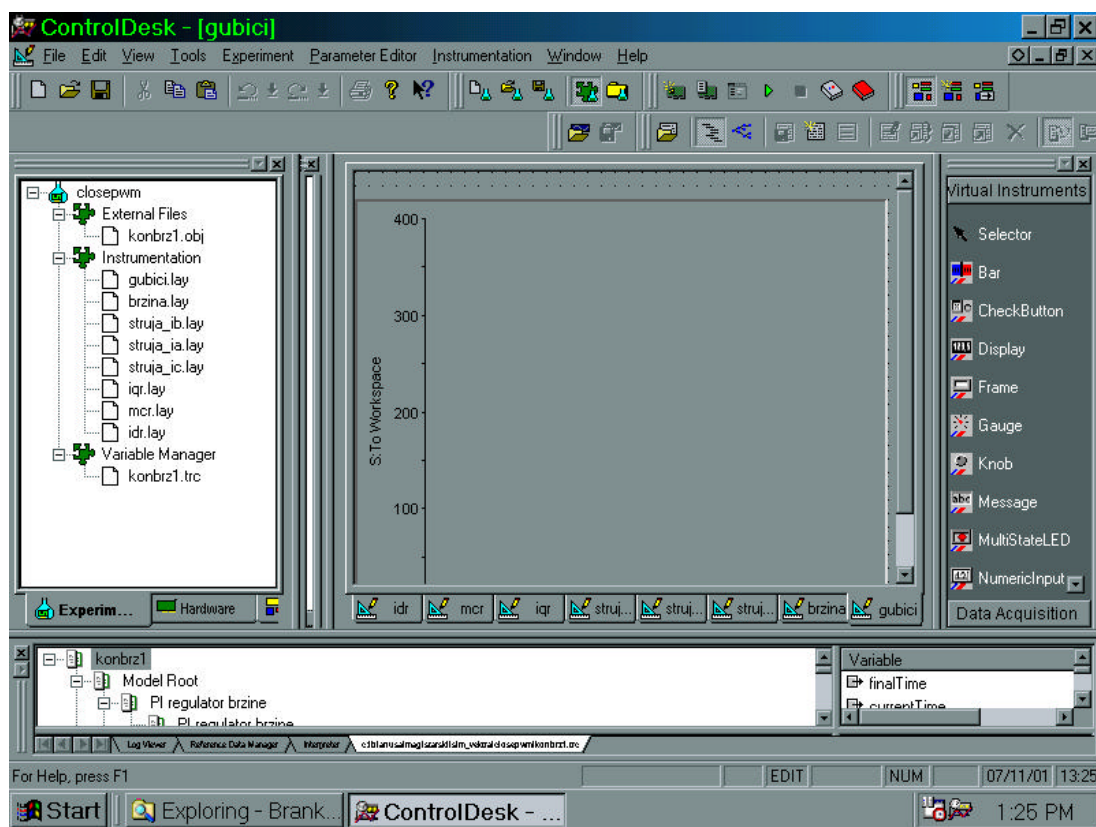 ControlDesk - [gubici]
File Edit View Tools Experiment Parameter Editor Instrumentation Window Help
closepwm
External Files
konbrz1.obj
Instrumentation
gubici.lay
brzina.lay
struja_ib.lay
struja_ia.lay
struja_ic.lay
iqr.lay
mcr.lay
idr.lay
Variable Manager
konbrz1.trc
Experim... Hardware
400
300
200
100
S:To Workspace
idr mcr iqr struj... struj... struj... brzina gubici
Virtual Instruments
Selector
Bar
CheckButton
Display
Frame
Gauge
Knob
Message
MultiStateLED
NumericInput
Data Acquisition
konbrz1
Model Root
PI regulator brzine
PI regulator brzine
Variable
finalTime
currentTime
Log Viewer Reference Data Manager Interpreter
For Help, press F1 EDIT NUM 07/11/01 13:25
Start Exploring - Brank... ControlDesk - ... 1:25 PM